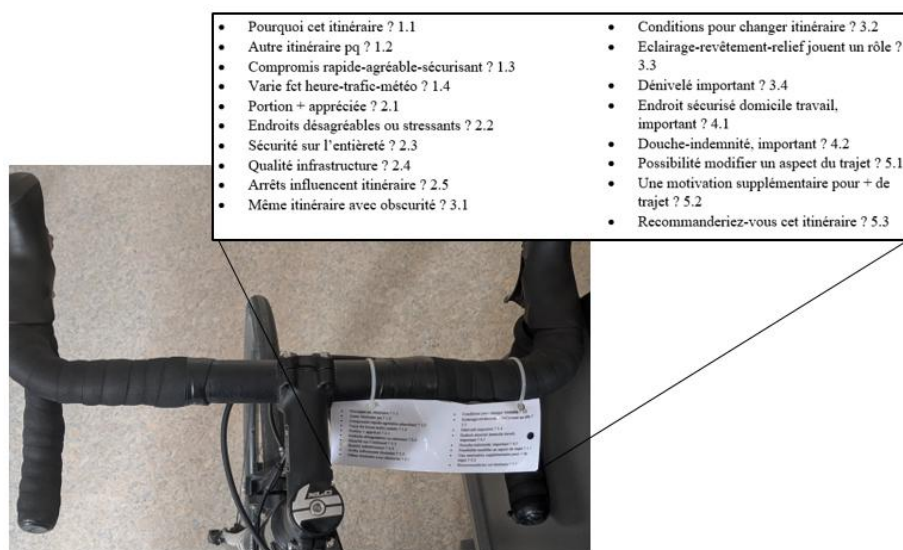 • Pourquoi cet itinéraire ? 1.1
• Autre itinéraire pq ? 1.2
• Compromis rapide-agréable-sécurisant ? 1.3
• Varie fct heure-trafic-météo ? 1.4
• Portion + appréciée ? 2.1
• Endroits désagréables ou stressants ? 2.2
• Sécurité sur l’entièreté ? 2.3
• Qualité infrastructure ? 2.4
• Arrêts influencent itinéraire ? 2.5
• Même itinéraire avec obscurité ? 3.1
• Conditions pour changer itinéraire ? 3.2
• Eclairage-revêtement-relief jouent un rôle ?
3.3
• Dénivelé important ? 3.4
• Endroit sécurisé domicile travail,
important ? 4.1
• Douche-indemnité, important ? 4.2
• Possibilité modifier un aspect du trajet ? 5.1
• Une motivation supplémentaire pour + de
trajet ? 5.2
• Recommanderiez-vous cet itinéraire ? 5.3